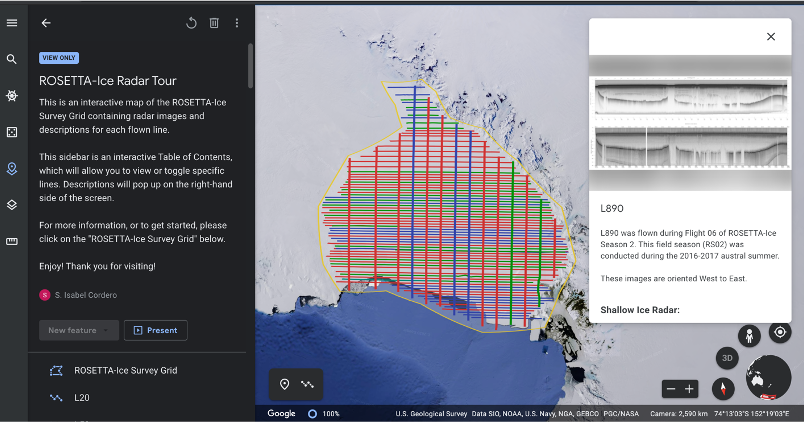 VIEW ONLY
ROSETTA-Ice Radar Tour
This is an interactive map of the ROSETTA-Ice
Survey Grid containing radar images and
descriptions for each flown line.
This sidebar is an interactive Table of Contents,
which will allow you to view or toggle specific
lines. Descriptions will pop up on the right-hand
side of the screen.
For more information, or to get started, please
click on the "ROSETTA-Ice Survey Grid" below.
Enjoy! Thank you for visiting!
S
S. Isabel Cordero
New feature
Present
ROSETTA-Ice Survey Grid
L20
L890
L890 was flown during Flight 06 of ROSETTA-Ice
Season 2. This field season (RS02) was
conducted during the 2016-2017 austral summer.
These images are oriented West to East.
Shallow Ice Radar:
3D
Google
100%
U.S. Geological Survey Data SIO, NOAA, U.S. Navy, NGA, GEBCO PGC/NASA Camera: 2,590 km 74°13'03"S 152°19'03"E